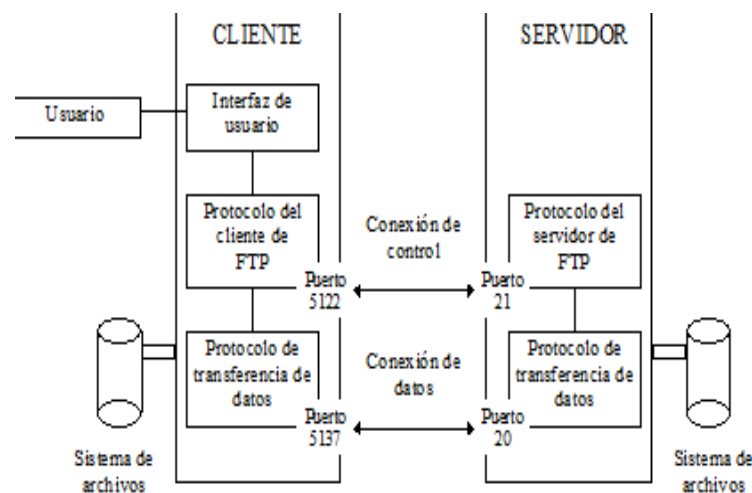 CLIENTE
SERVIDOR
Usuario
Interfaz de
usuario
Protocolo del
cliente de
FTP
Conexión de
control
Protocolo del
servidor de
FTP
Puerto
5122
Puerto
21
Protocolo de
transferencia de
datos
Conexión de
datos
Protocolo de
transferencia de
datos
Puerto
5137
Puerto
20
Sistema de
archivos
Sistema de
archivos